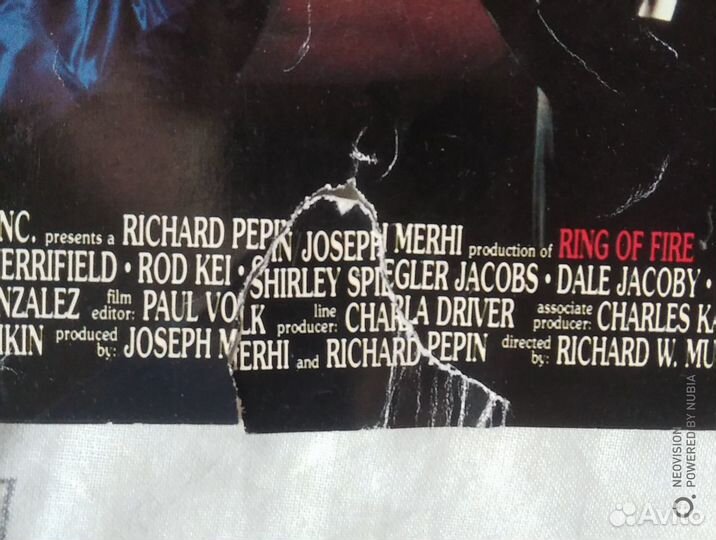 INC. presents a RICHARD PEPIN JOSEPH MERHI production of RING OF FIRE
ERRIFIELD · ROD KEI · SHIRLEY SPIEGLER JACOBS · DALE JACOBY ·
NZALEZ film editor: PAUL VOLK line producer: CHARLA DRIVER associate producer: CHARLES KA
IKIN produced by: JOSEPH MERHI and RICHARD PEPIN directed by: RICHARD W. MU
NEOVISION
POWERED BY NUBIA
Avito